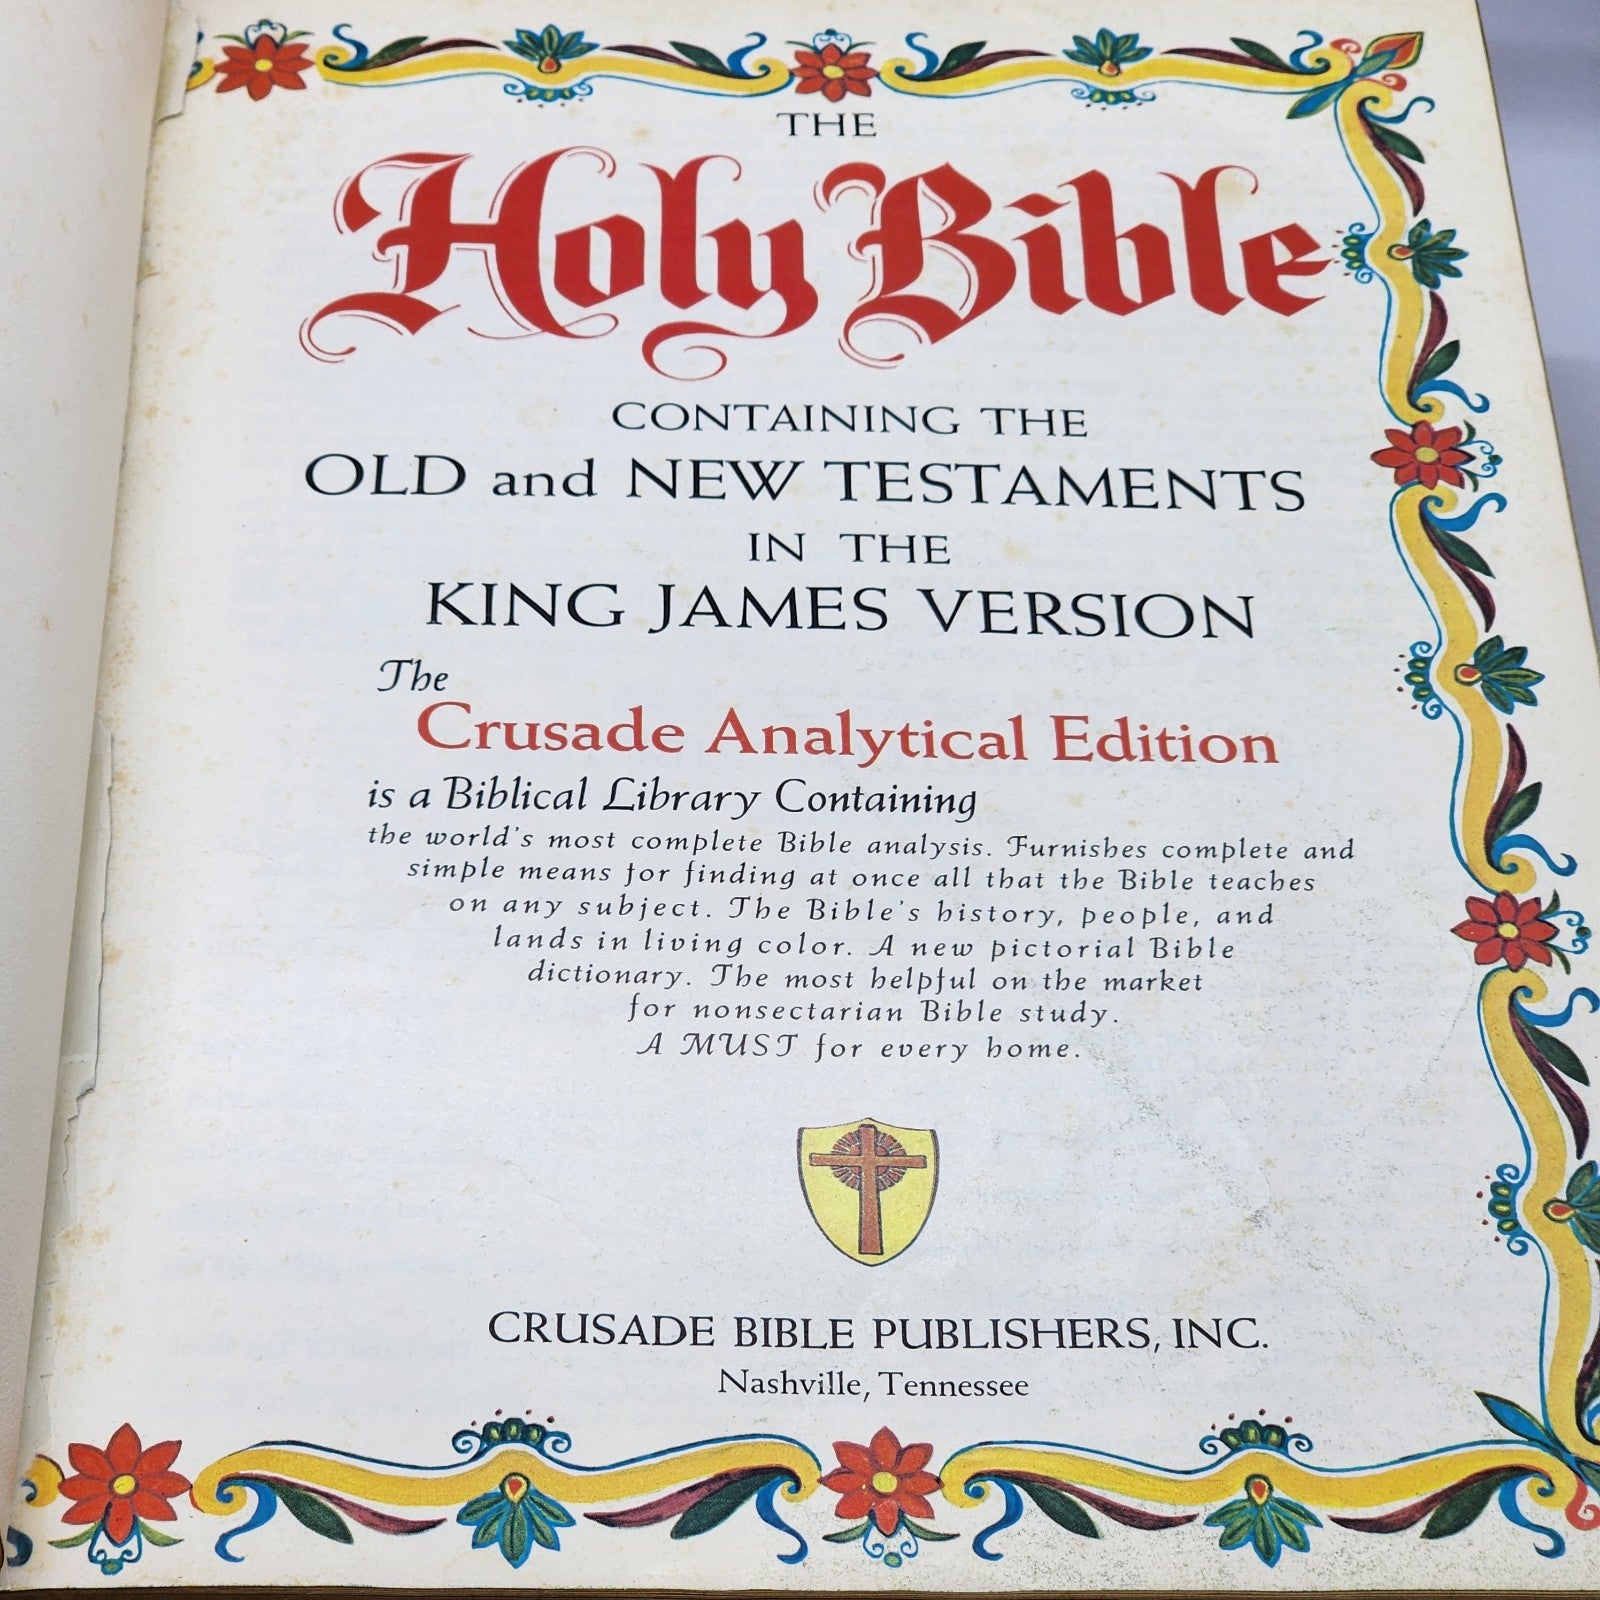 THE
Holy Bible
CONTAINING THE
OLD and NEW TESTAMENTS
IN THE
KING JAMES VERSION
The
Crusade Analytical Edition
is a Biblical Library Containing
the world's most complete Bible analysis. Furnishes complete and
simple means for finding at once all that the Bible teaches
on any subject. The Bible's history, people, and
lands in living color. A new pictorial Bible
dictionary. The most helpful on the market
for nonsectarian Bible study.
A MUST for every home.
CRUSADE BIBLE PUBLISHERS, INC.
Nashville, Tennessee